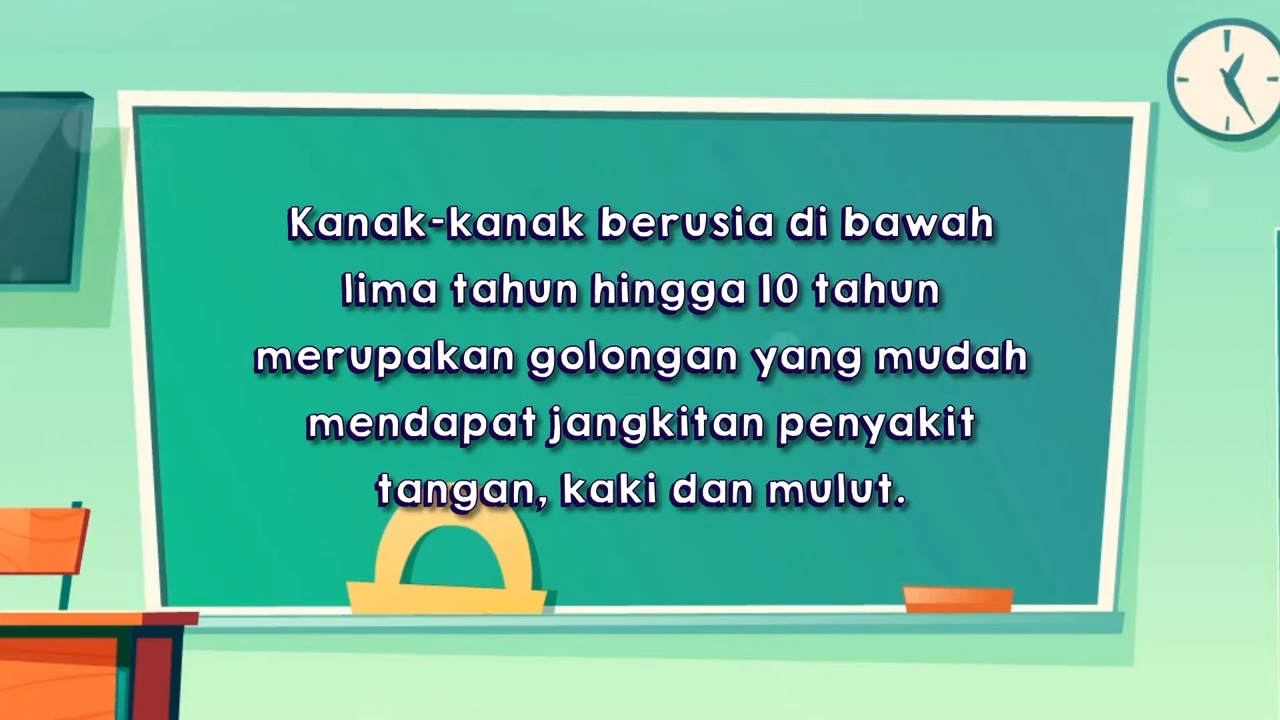 Kanak-kanak berusia di bawah
lima tahun hingga 10 tahun
merupakan golongan yang mudah
mendapat jangkitan penyakit
tangan, kaki dan mulut.